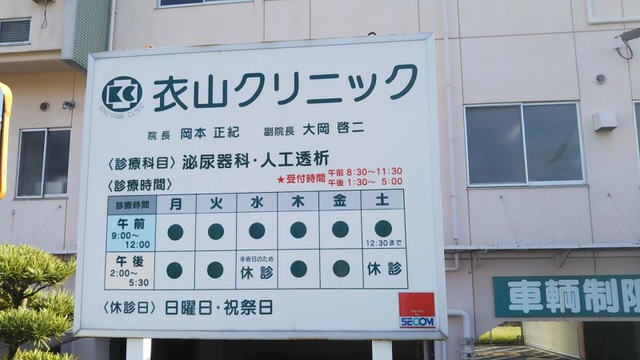 KC
KINUYAMA CLINIC
衣山クリニック
院長 岡本 正紀 副院長 大岡 啓二
〈診療科目〉泌尿器科・人工透析
〈診療時間〉 ★受付時間 午前 8:30~11:30
午後 1:30~ 5:00
診療時間 月 火 水 木 金 土
午前 9:00~12:00 ● ● ● ● ● ● 12:30まで
午後 2:00~5:30 ● ● 手術日のため 休診 ● ● 休診
〈休診日〉日曜日・祝祭日
SECOM
車輌制限